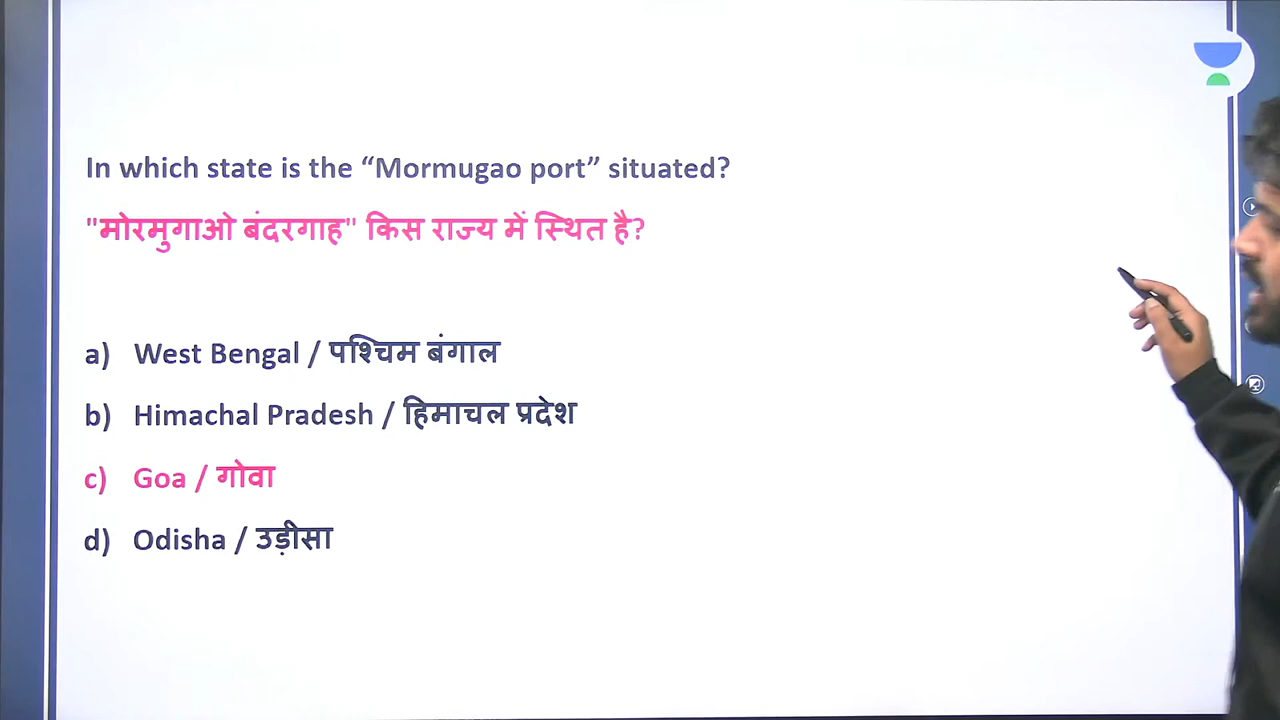 In which state is the “Mormugao port” situated?
"मोरमुगाओ बंदरगाह" किस राज्य में स्थित है?
a) West Bengal / पश्चिम बंगाल
b) Himachal Pradesh / हिमाचल प्रदेश
c) Goa / गोवा
d) Odisha / उड़ीसा